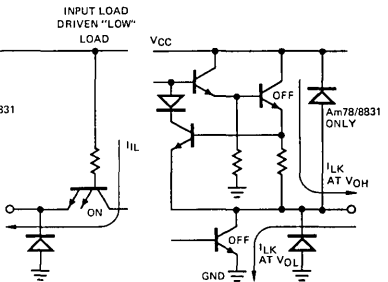 INPUT LOAD
DRIVEN "LOW"
LOAD
VCC
8831
OFF
Am78/8831
ONLY
IIL
ILK
AT VOH
ON
OFF
ILK
AT VOL
GND